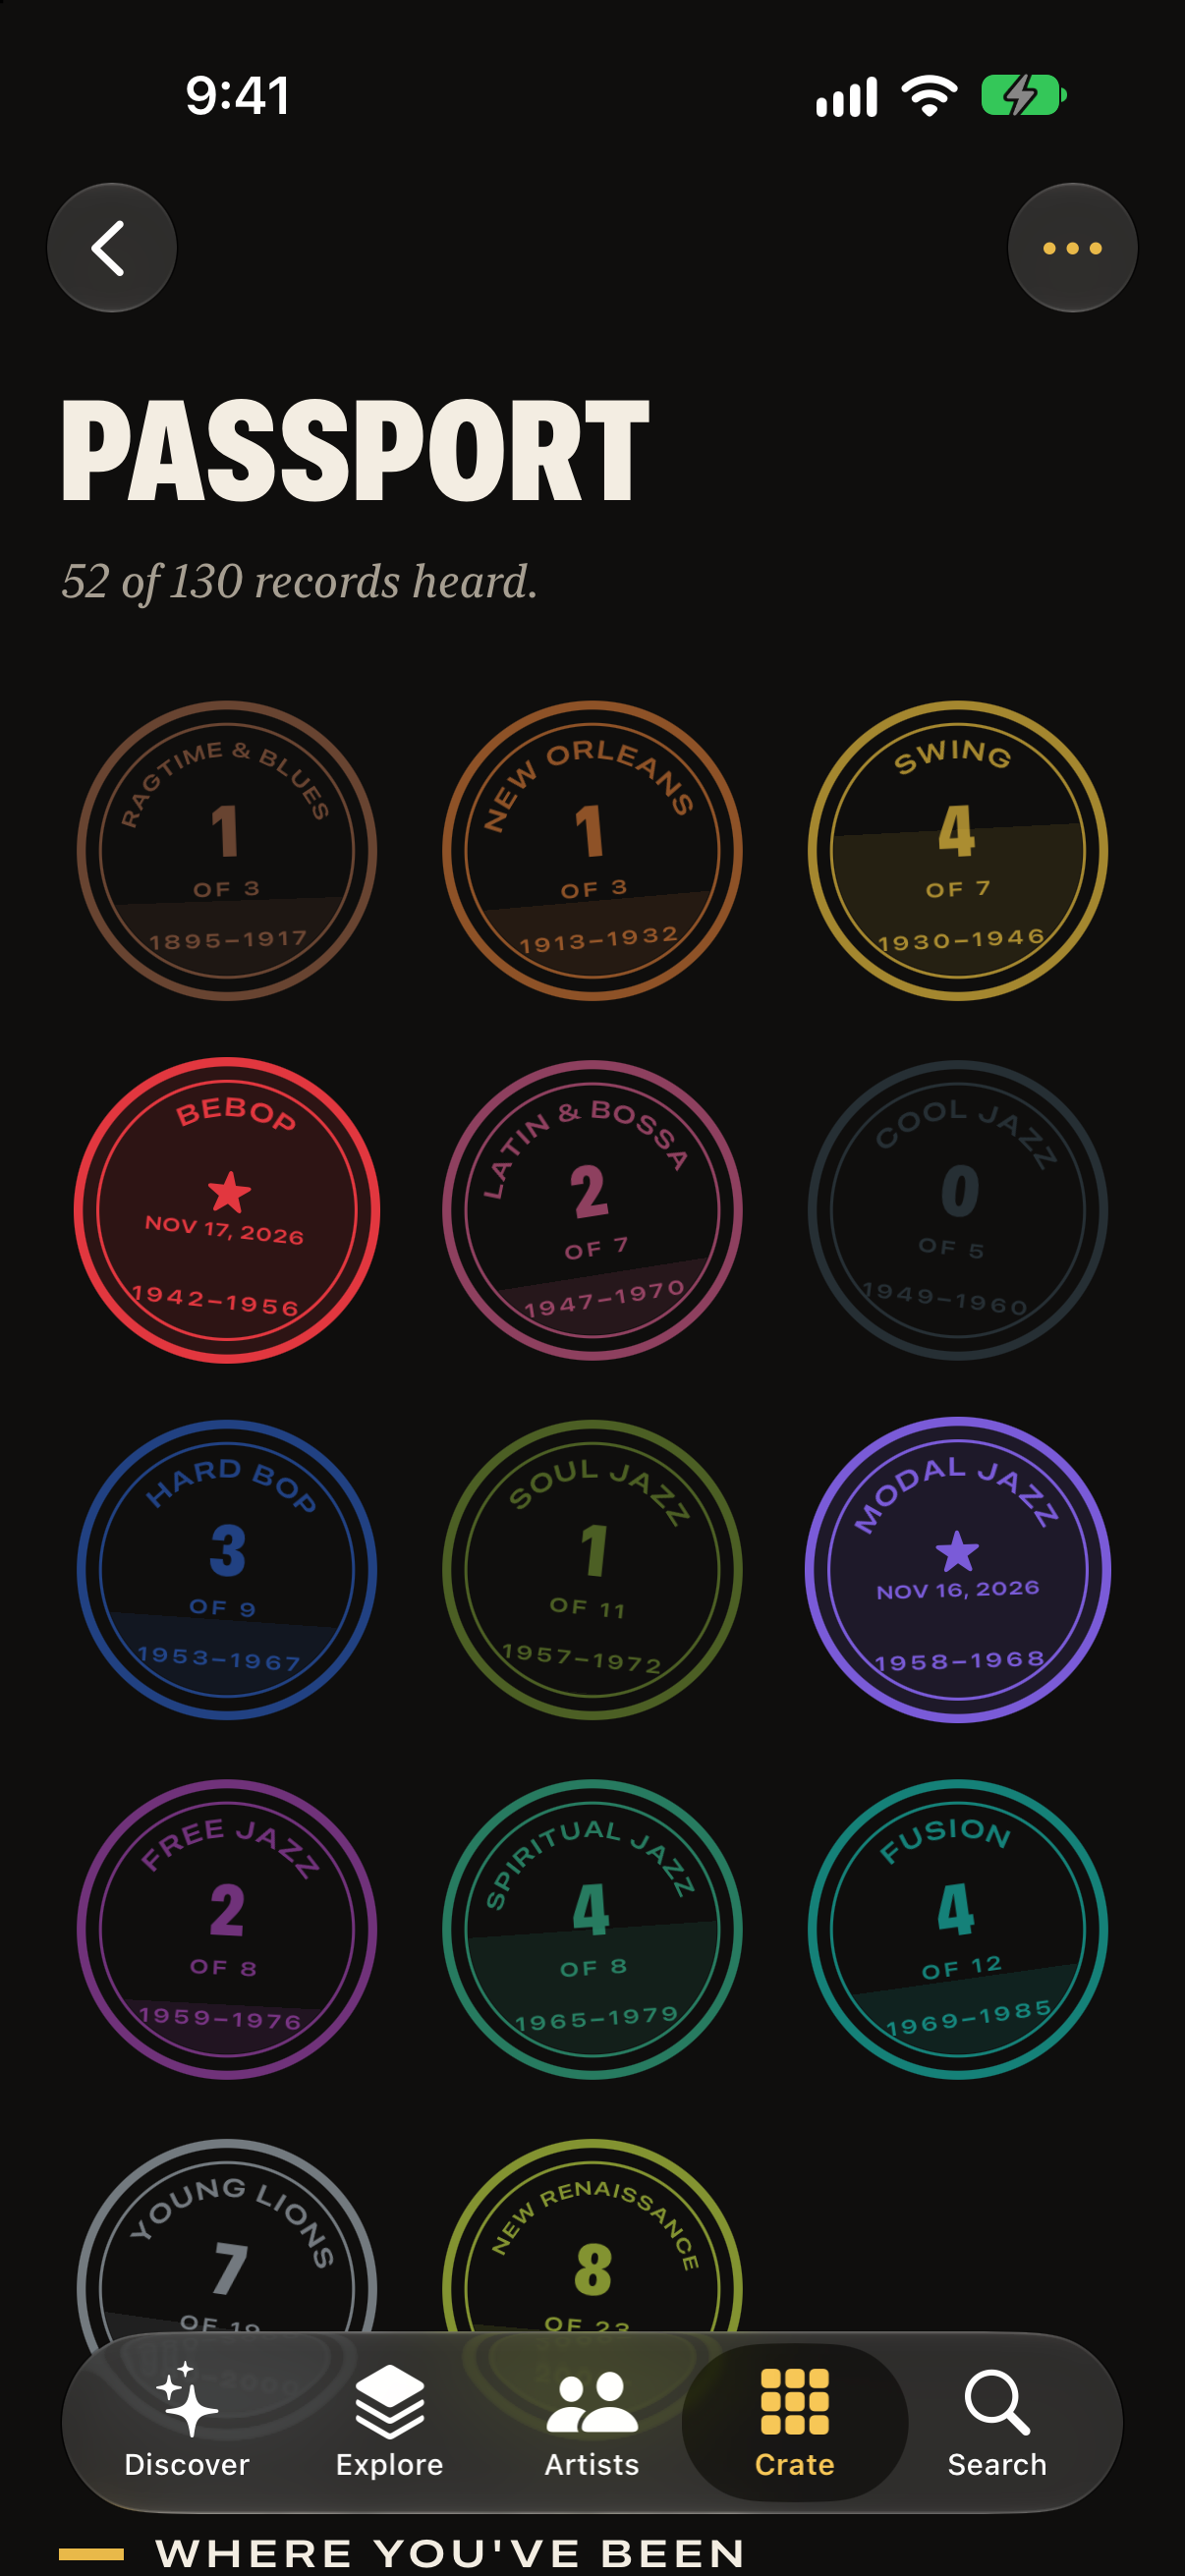 9:41
PASSPORT
52 of 130 records heard.
RAGTIME & BLUES
1
OF 3
1895–1917
NEW ORLEANS
1
OF 3
1913–1932
SWING
4
OF 7
1930–1946
BEBOP
NOV 17, 2026
1942–1956
LATIN & BOSSA
2
OF 7
1947–1970
COOL JAZZ
0
OF 5
1949–1960
HARD BOP
3
OF 9
1953–1967
SOUL JAZZ
1
OF 11
1957–1972
MODAL JAZZ
NOV 16, 2026
1958–1968
FREE JAZZ
2
OF 8
1959–1976
SPIRITUAL JAZZ
4
OF 8
1965–1979
FUSION
4
OF 12
1969–1985
YOUNG LIONS
7
OF 19
NEW RENAISSANCE
8
OF 23
Discover
Explore
Artists
Crate
Search
WHERE YOU'VE BEEN